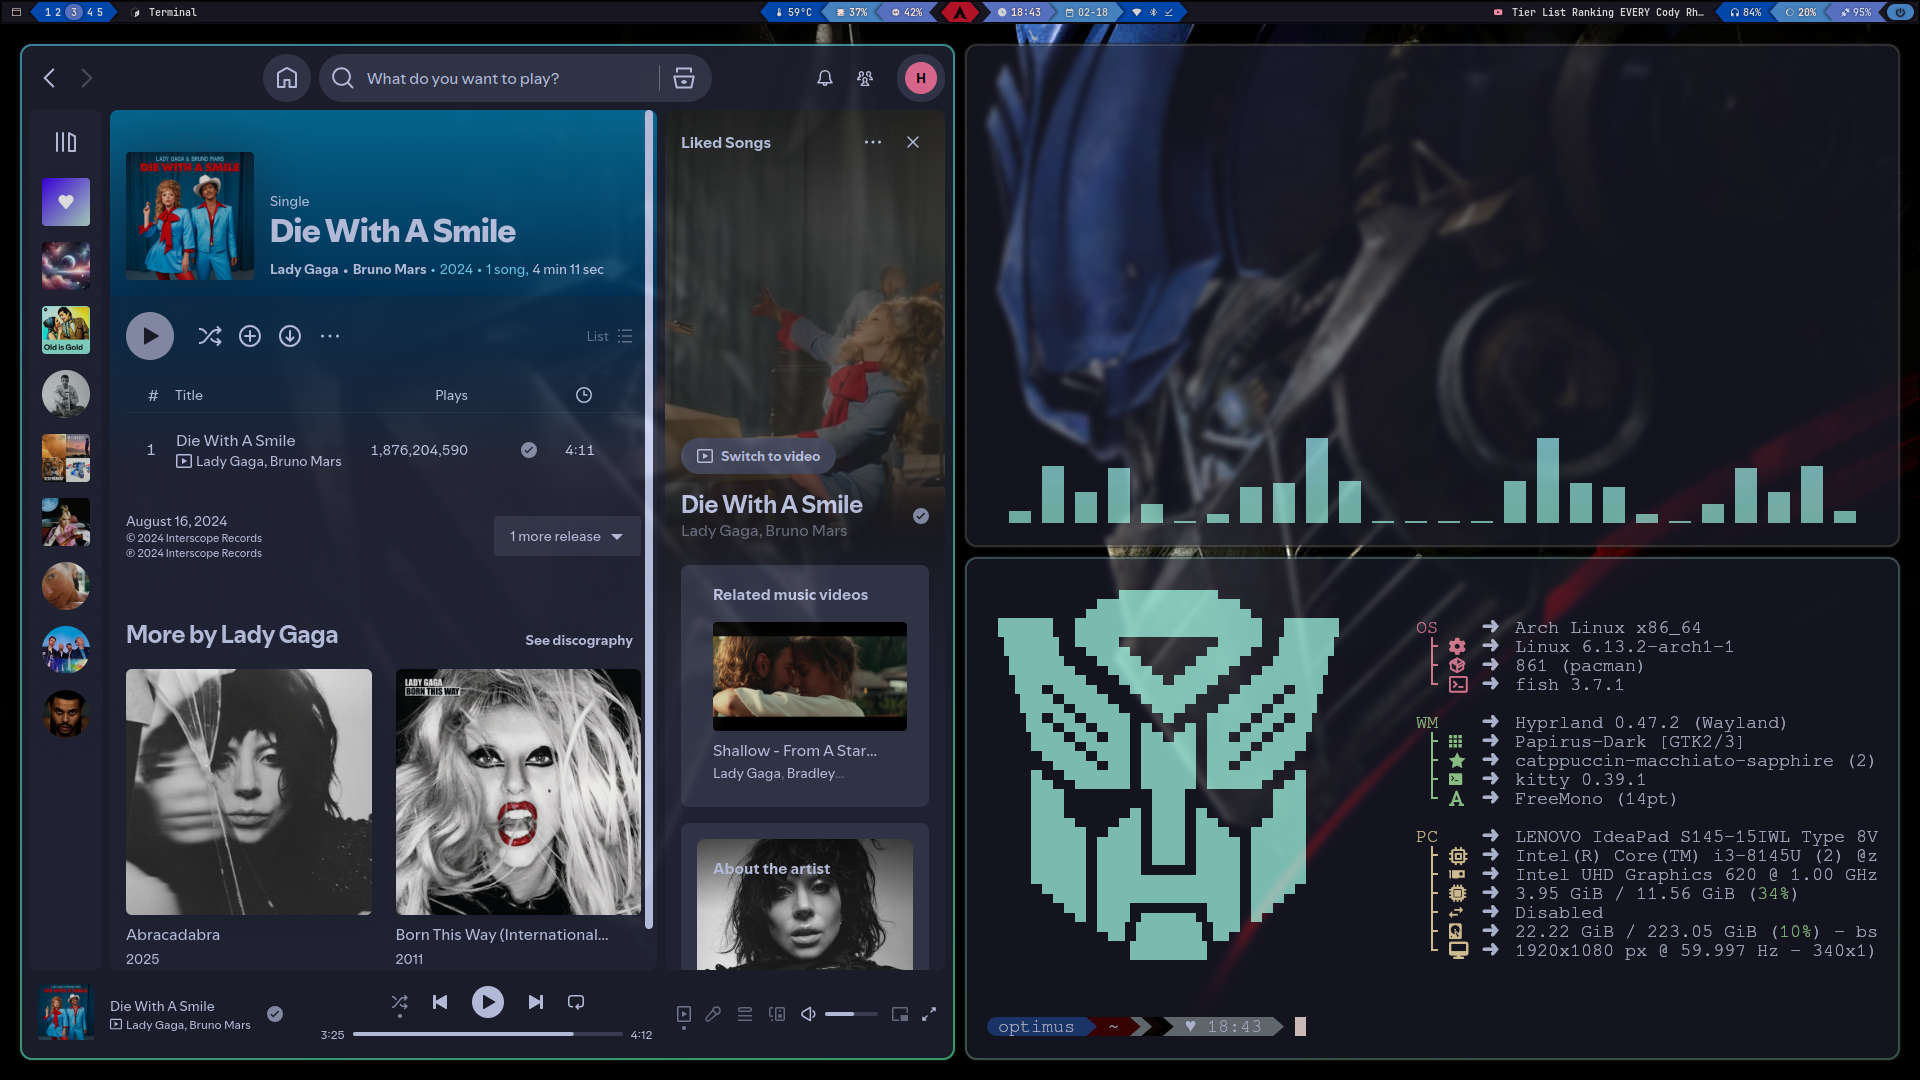 1 2 3 4 5
Terminal
59°C
37%
42%
18:43
02-18
Tier List Ranking EVERY Cody Rh…
84%
20%
95%
What do you want to play?
H
LADY GAGA & BRUNO MARS
DIE WITH A SMILE
Single
Die With A Smile
Lady Gaga • Bruno Mars • 2024 • 1 song, 4 min 11 sec
List
# Title Plays
1 Die With A Smile 1,876,204,590 4:11
Lady Gaga, Bruno Mars
August 16, 2024
© 2024 Interscope Records
℗ 2024 Interscope Records
1 more release
More by Lady Gaga
See discography
LADY GAGA
BORN THIS WAY
Abracadabra
2025
Born This Way (International…
2011
Old is Gold
Liked Songs
Switch to video
Die With A Smile
Lady Gaga, Bruno Mars
Related music videos
Shallow - From A Star…
Lady Gaga, Bradley…
About the artist
Die With A Smile
Lady Gaga, Bruno Mars
3:25
4:12
OS ➜ Arch Linux x86_64
➜ Linux 6.13.2-arch1-1
➜ 861 (pacman)
➜ fish 3.7.1
WM ➜ Hyprland 0.47.2 (Wayland)
➜ Papirus-Dark [GTK2/3]
➜ catppuccin-macchiato-sapphire (2)
➜ kitty 0.39.1
➜ FreeMono (14pt)
PC ➜ LENOVO IdeaPad S145-15IWL Type 8V
➜ Intel(R) Core(TM) i3-8145U (2) @z
➜ Intel UHD Graphics 620 @ 1.00 GHz
➜ 3.95 GiB / 11.56 GiB (34%)
➜ Disabled
➜ 22.22 GiB / 223.05 GiB (10%) - bs
➜ 1920x1080 px @ 59.997 Hz - 340x1)
optimus ~ ♥ 18:43